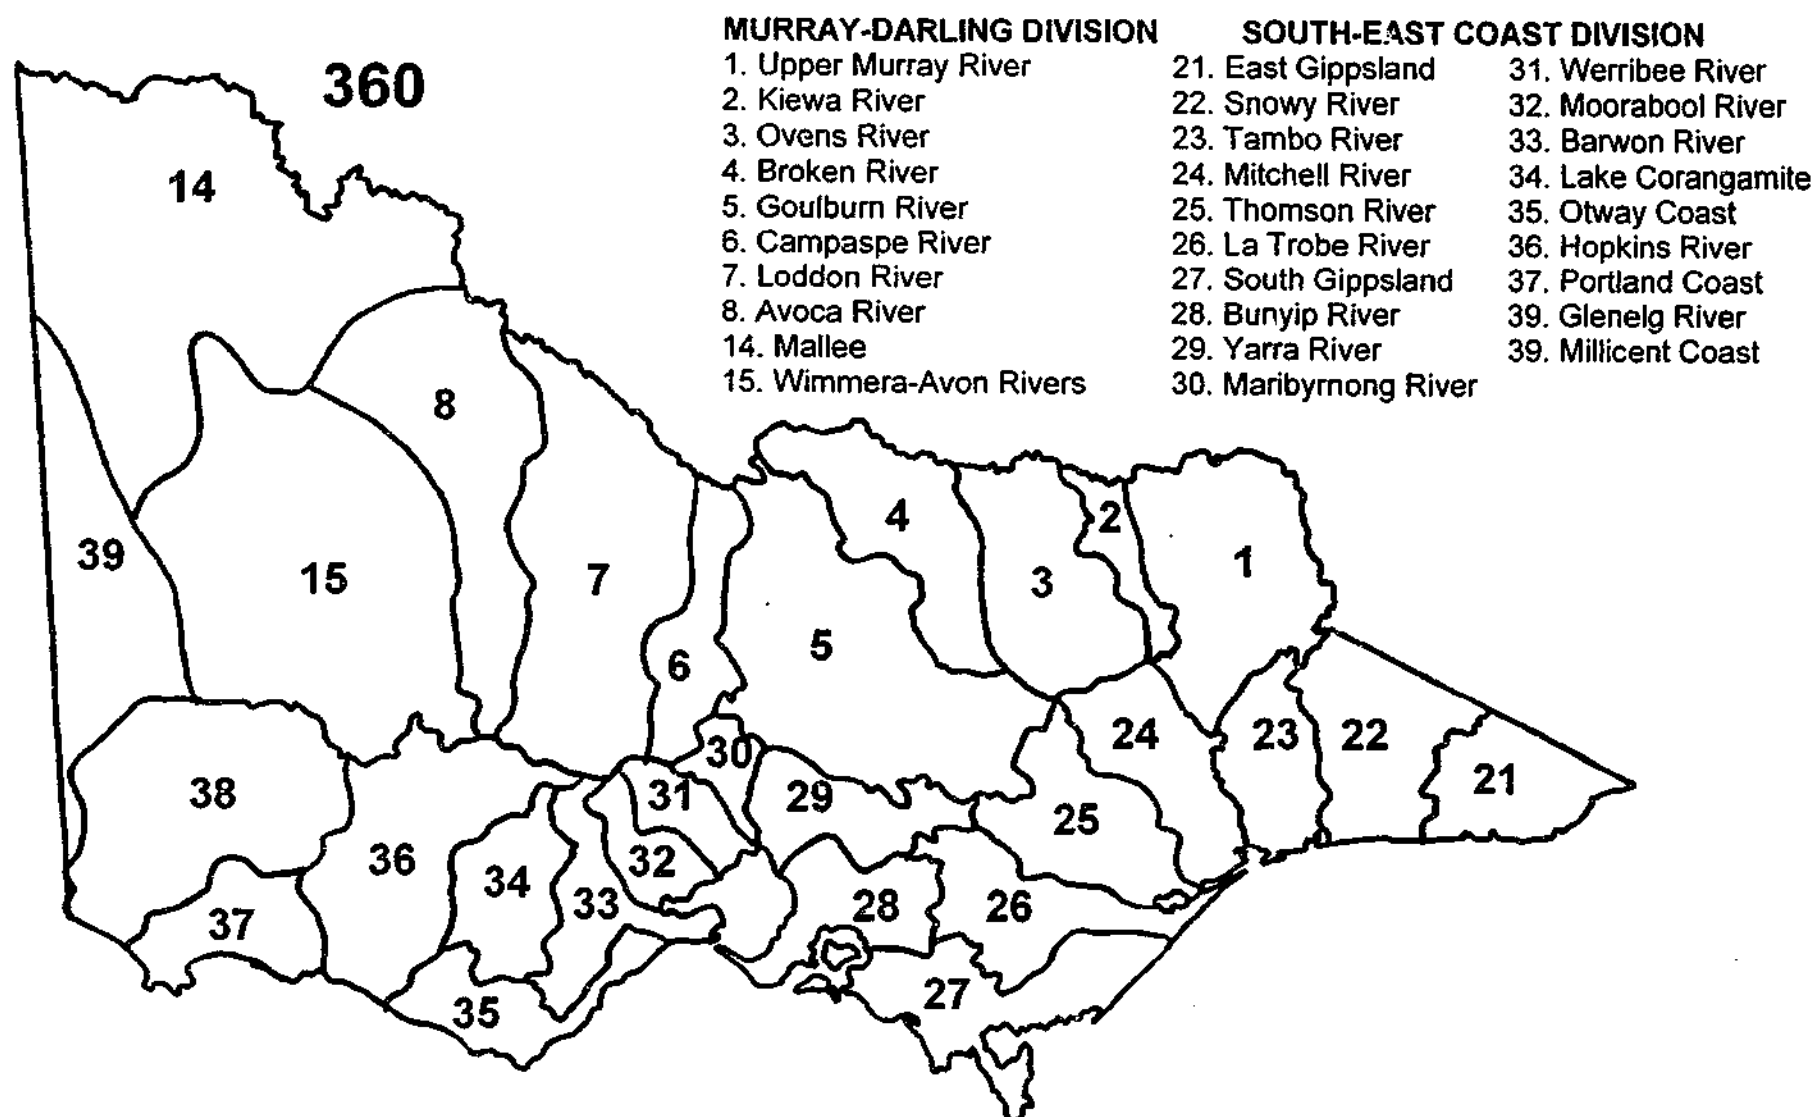 MURRAY-DARLING DIVISION
1. Upper Murray River
2. Kiewa River
3. Ovens River
4. Broken River
5. Goulburn River
6. Campaspe River
7. Loddon River
8. Avoca River
14. Mallee
15. Wimmera-Avon Rivers
SOUTH-EAST COAST DIVISION
21. East Gippsland
22. Snowy River
23. Tambo River
24. Mitchell River
25. Thomson River
26. La Trobe River
27. South Gippsland
28. Bunyip River
29. Yarra River
30. Maribyrnong River
31. Werribee River
32. Moorabool River
33. Barwon River
34. Lake Corangamite
35. Otway Coast
36. Hopkins River
37. Portland Coast
39. Glenelg River
39. Millicent Coast
360
14
8
4
2
39
15
7
3
1
5
6
24
23
22
30
38
31
29
21
25
36
32
34
33
28
26
37
27
35